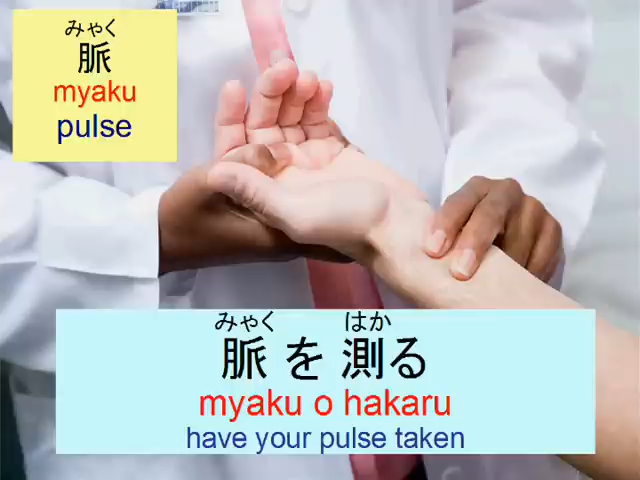 みゃく
脈
myaku
pulse
みゃく はか
脈 を 測る
myaku o hakaru
have your pulse taken